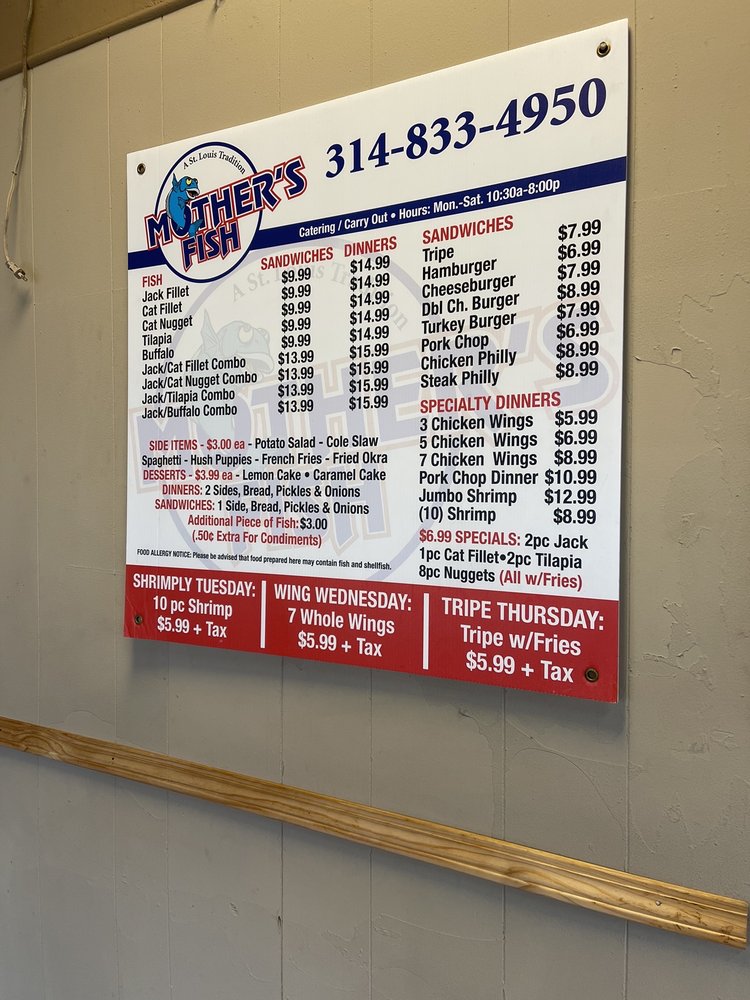 A St. Louis Tradition
MOTHER'S
FISH
314-833-4950
Catering / Carry Out • Hours: Mon.-Sat. 10:30a-8:00p
FISH SANDWICHES DINNERS
Jack Fillet $9.99 $14.99
Cat Fillet $9.99 $14.99
Cat Nugget $9.99 $14.99
Tilapia $9.99 $14.99
Buffalo $9.99 $14.99
Jack/Cat Fillet Combo $13.99 $15.99
Jack/Cat Nugget Combo $13.99 $15.99
Jack/Tilapia Combo $13.99 $15.99
Jack/Buffalo Combo $13.99 $15.99
SIDE ITEMS - $3.00 ea - Potato Salad - Cole Slaw
Spaghetti - Hush Puppies - French Fries - Fried Okra
DESSERTS - $3.99 ea - Lemon Cake • Caramel Cake
DINNERS: 2 Sides, Bread, Pickles & Onions
SANDWICHES: 1 Side, Bread, Pickles & Onions
Additional Piece of Fish: $3.00
(.50¢ Extra For Condiments)
FOOD ALLERGY NOTICE: Please be advised that food prepared here may contain fish and shellfish.
SANDWICHES
Tripe $7.99
Hamburger $6.99
Cheeseburger $7.99
Dbl Ch. Burger $8.99
Turkey Burger $7.99
Pork Chop $6.99
Chicken Philly $8.99
Steak Philly $8.99
SPECIALTY DINNERS
3 Chicken Wings $5.99
5 Chicken Wings $6.99
7 Chicken Wings $8.99
Pork Chop Dinner $10.99
Jumbo Shrimp $12.99
(10) Shrimp $8.99
$6.99 SPECIALS: 2pc Jack
1pc Cat Fillet•2pc Tilapia
8pc Nuggets (All w/Fries)
SHRIMPLY TUESDAY:
10 pc Shrimp
$5.99 + Tax
WING WEDNESDAY:
7 Whole Wings
$5.99 + Tax
TRIPE THURSDAY:
Tripe w/Fries
$5.99 + Tax